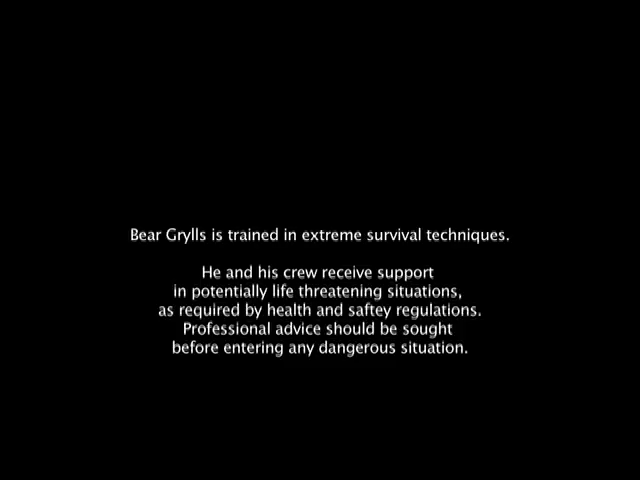 Bear Grylls is trained in extreme survival techniques.
He and his crew receive support
in potentially life threatening situations,
as required by health and saftey regulations.
Professional advice should be sought
before entering any dangerous situation.